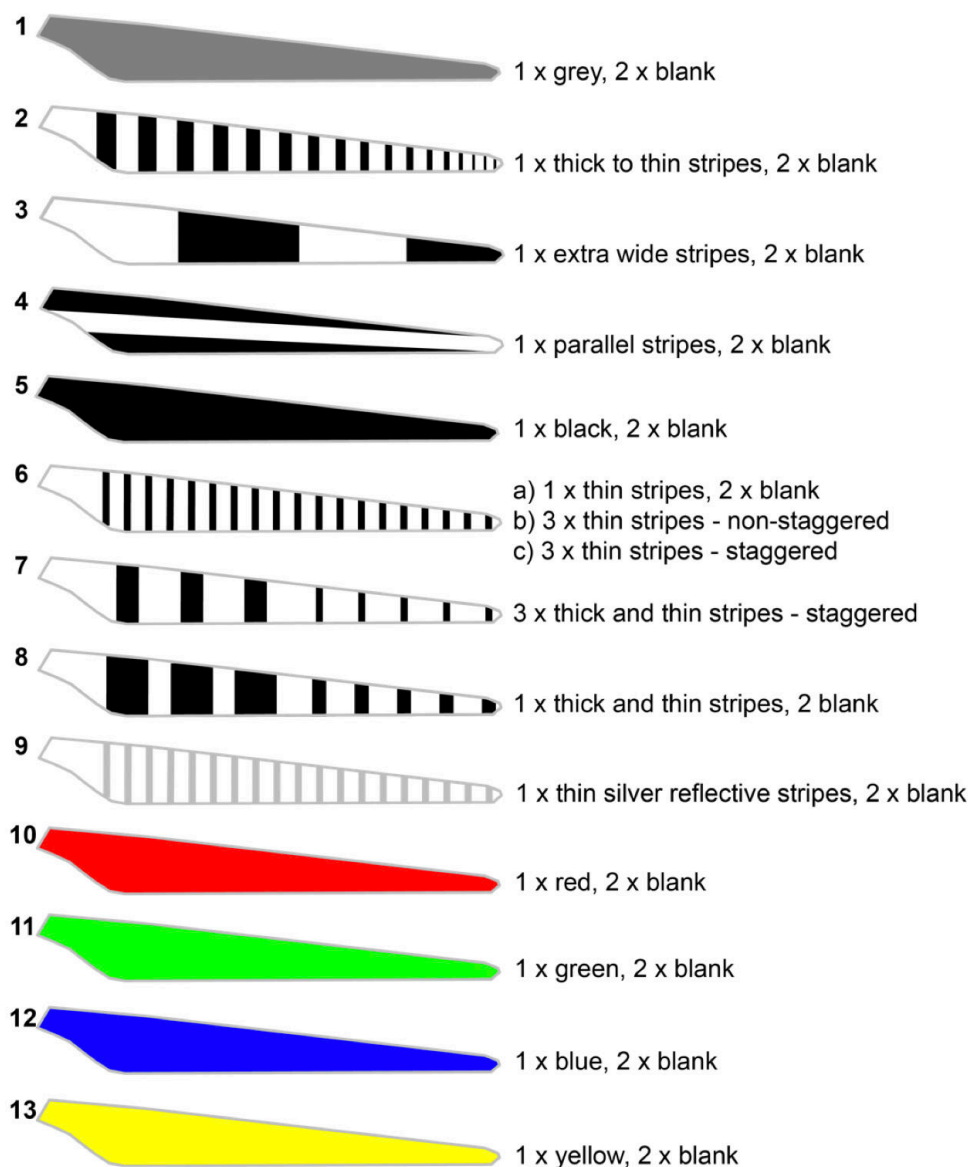 1
1 x grey, 2 x blank
2
1 x thick to thin stripes, 2 x blank
3
1 x extra wide stripes, 2 x blank
4
1 x parallel stripes, 2 x blank
5
1 x black, 2 x blank
6
a) 1 x thin stripes, 2 x blank
b) 3 x thin stripes - non-staggered
c) 3 x thin stripes - staggered
7
3 x thick and thin stripes - staggered
8
1 x thick and thin stripes, 2 blank
9
1 x thin silver reflective stripes, 2 x blank
10
1 x red, 2 x blank
11
1 x green, 2 x blank
12
1 x blue, 2 x blank
13
1 x yellow, 2 x blank